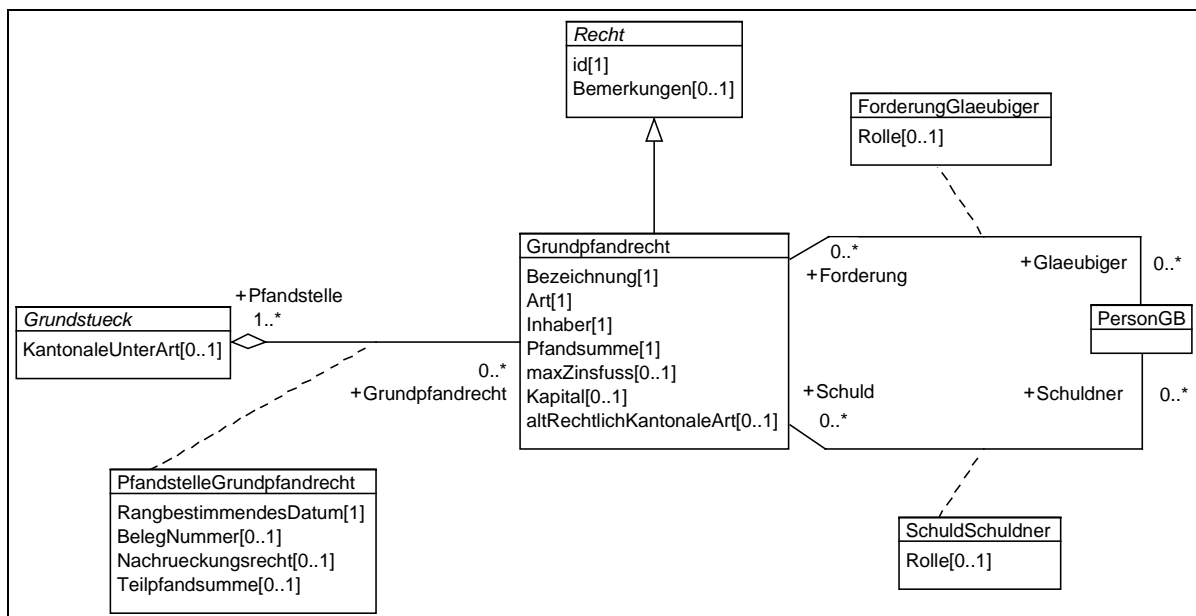 Recht
id[1]
Bemerkungen[0..1]
ForderungGlaeubiger
Rolle[0..1]
Grundpfandrecht
Bezeichnung[1]
Art[1]
Inhaber[1]
Pfandsumme[1]
maxZinsfuss[0..1]
Kapital[0..1]
altRechtlichKantonaleArt[0..1]
0..*
+Forderung
+Glaeubiger
0..*
+Pfandstelle
1..*
Grundstueck
KantonaleUnterArt[0..1]
PersonGB
0..*
+Grundpfandrecht
+Schuld
0..*
+Schuldner
0..*
PfandstelleGrundpfandrecht
RangbestimmendesDatum[1]
BelegNummer[0..1]
Nachrueckungsrecht[0..1]
Teilpfandsumme[0..1]
SchuldSchuldner
Rolle[0..1]